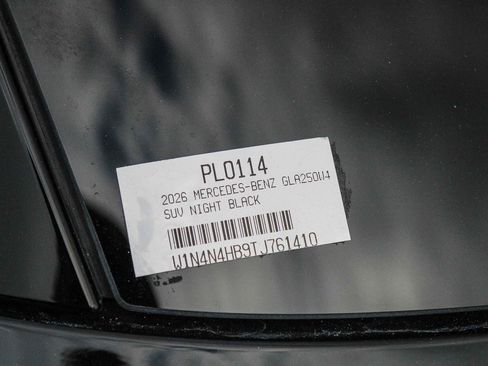 PL0114
2026 MERCEDES-BENZ GLA250W4
SUV NIGHT BLACK
W1N4N4HB9TJ761410